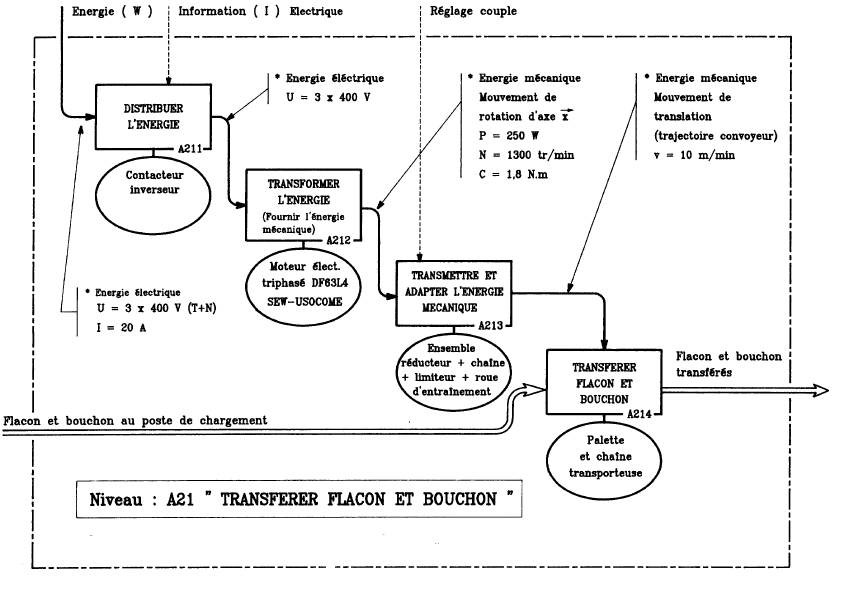 Energie ( W )
Information ( I )  Electrique
Réglage couple
* Energie éléctrique
U = 3 x 400 V
* Energie mécanique
Mouvement de
rotation d'axe x
P = 250 W
N = 1300 tr/min
C = 1,8 N.m
* Energie mécanique
Mouvement de
translation
(trajectoire convoyeur)
v = 10 m/min
DISTRIBUER
L'ENERGIE
A211
Contacteur
inverseur
TRANSFORMER
L'ENERGIE
(Fournir l'énergie
mécanique)
A212
Moteur élect.
triphasé DF63L4
SEW-USOCOME
* Energie électrique
U = 3 x 400 V (T+N)
I = 20 A
TRANSMETTRE ET
ADAPTER L'ENERGIE
MECANIQUE
A213
Ensemble
réducteur + chaîne
+ limiteur + roue
d'entraînement
TRANSFERER
FLACON ET
BOUCHON
A214
Palette
et chaîne
transporteuse
Flacon et bouchon
transférés
Flacon et bouchon au poste de chargement
Niveau : A21 " TRANSFERER FLACON ET BOUCHON "